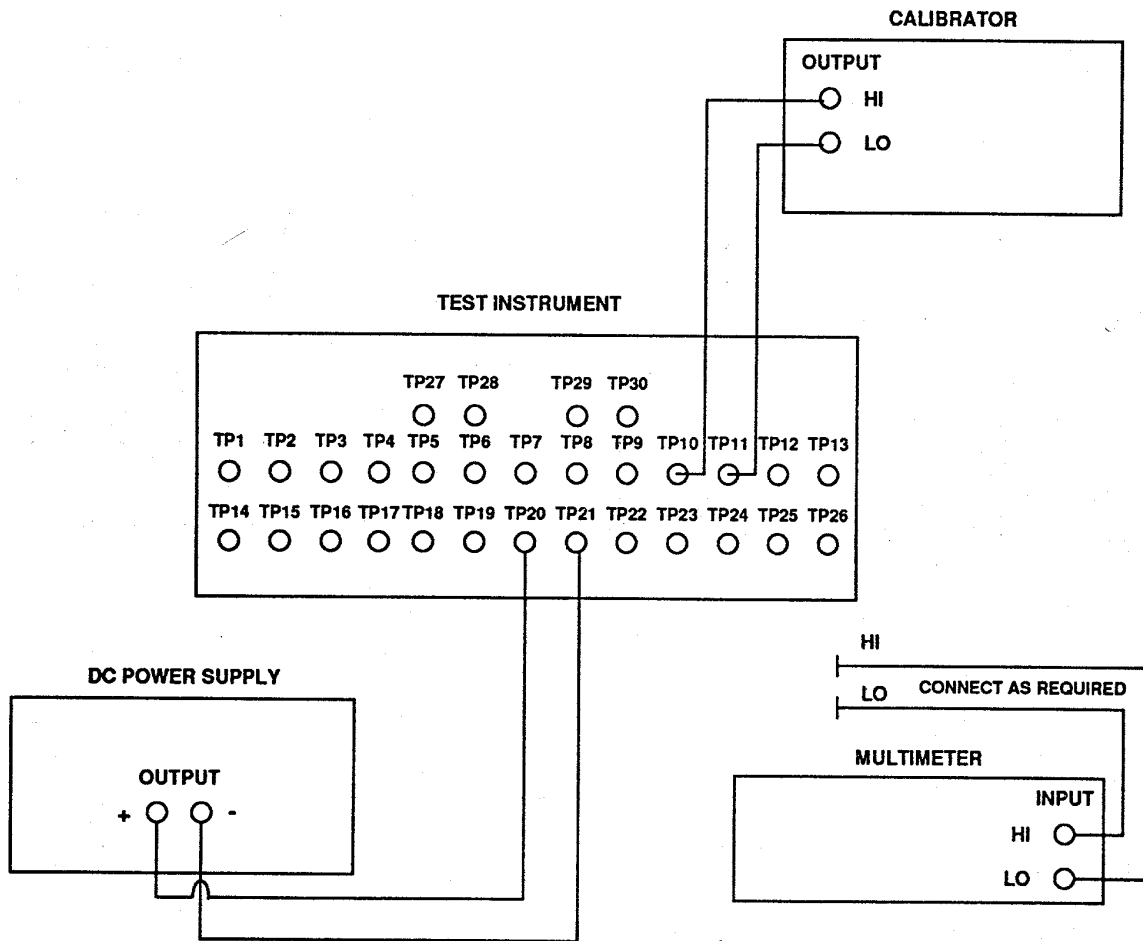 CALIBRATOR
OUTPUT
HI
LO
TEST INSTRUMENT
TP27 TP28 TP29 TP30
TP1 TP2 TP3 TP4 TP5 TP6 TP7 TP8 TP9 TP10 TP11 TP12 TP13
TP14 TP15 TP16 TP17 TP18 TP19 TP20 TP21 TP22 TP23 TP24 TP25 TP26
DC POWER SUPPLY
OUTPUT
+ -
HI
CONNECT AS REQUIRED
LO
MULTIMETER
INPUT
HI
LO